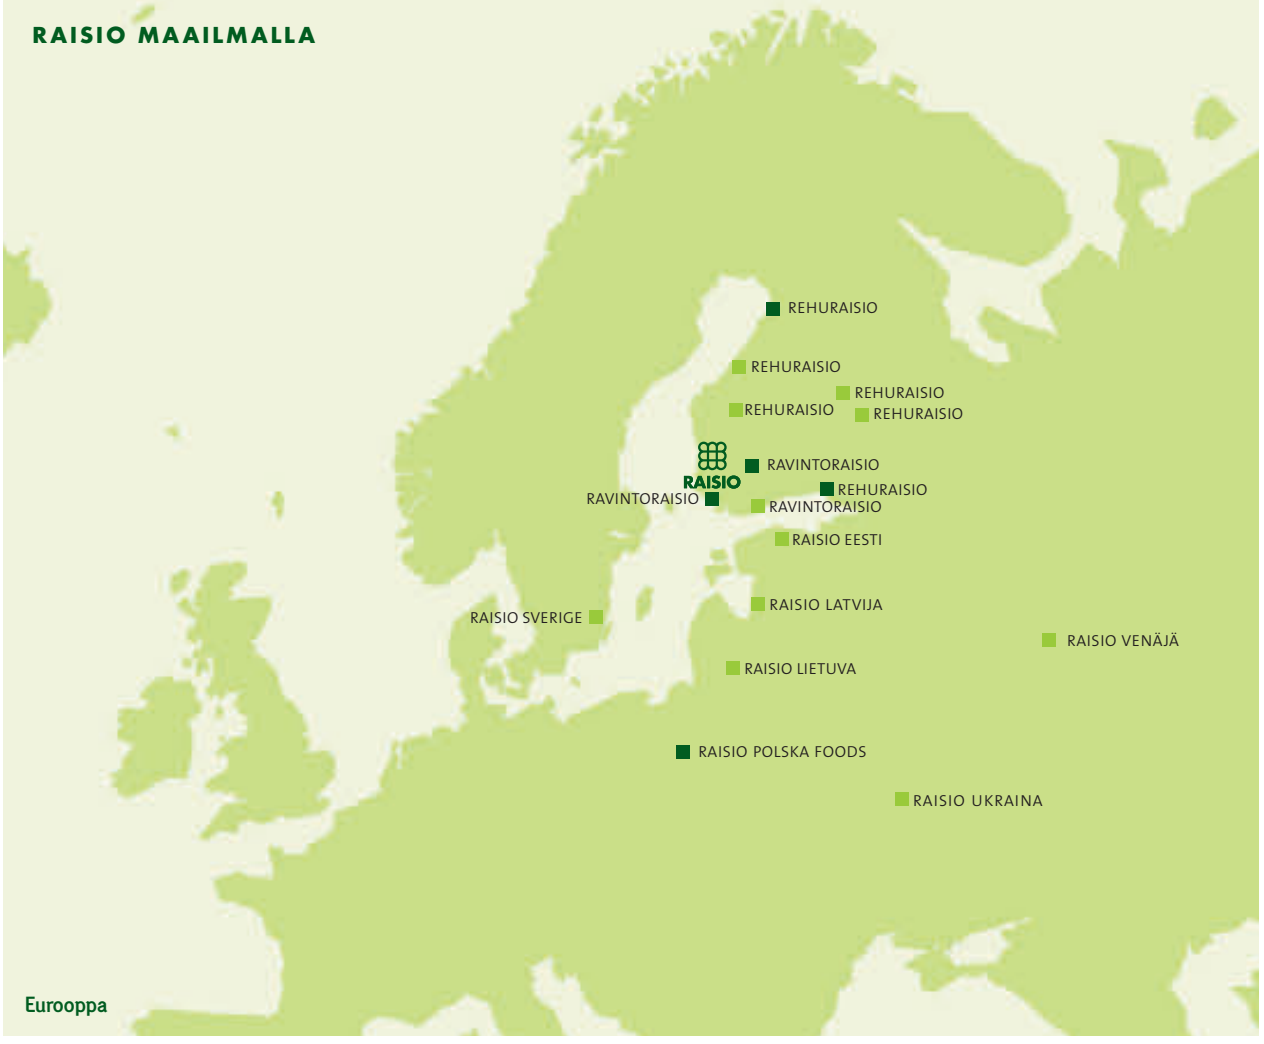 RAISIO MAAILMALLA
REHURAISIO
REHURAISIO
REHURAISIO
REHURAISIO
REHURAISIO
RAVINTORAISIO
RAISIO
REHURAISIO
RAVINTORAISIO
RAVINTORAISIO
RAISIO EESTI
RAISIO LATVIJA
RAISIO SVERIGE
RAISIO VENÄJÄ
RAISIO LIETUVA
RAISIO POLSKA FOODS
RAISIO UKRAINA
Eurooppa